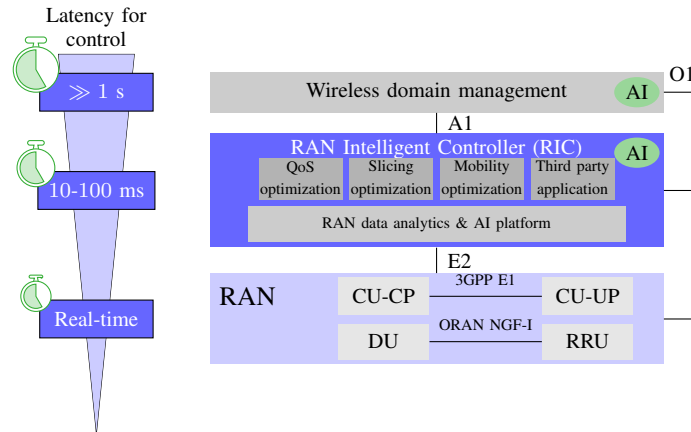 Latency for
control
≫ 1 s
10-100 ms
Real-time
Wireless domain management
AI
O1
A1
RAN Intelligent Controller (RIC)
AI
QoS
optimization
Slicing
optimization
Mobility
optimization
Third party
application
RAN data analytics & AI platform
E2
RAN
CU-CP
3GPP E1
CU-UP
DU
ORAN NGF-I
RRU